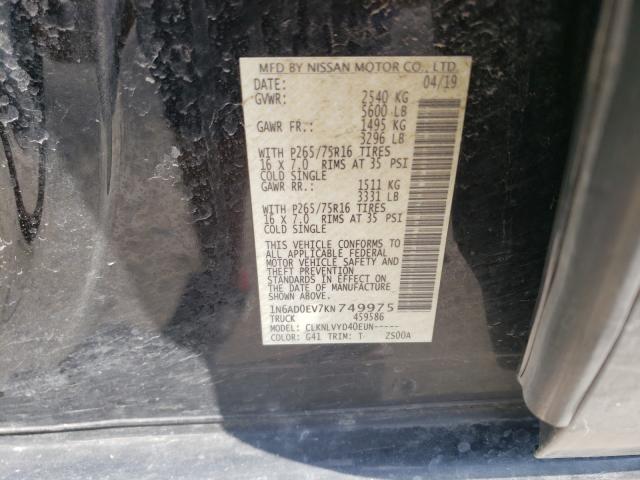 MFD BY NISSAN MOTOR CO., LTD.
DATE: 04/19
GVWR: 2540 KG
5600 LB
GAWR FR.: 1495 KG
3296 LB
WITH P265/75R16 TIRES
16 X 7.0 RIMS AT 35 PSI
COLD SINGLE
GAWR RR.: 1511 KG
3331 LB
WITH P265/75R16 TIRES
16 X 7.0 RIMS AT 35 PSI
COLD SINGLE
THIS VEHICLE CONFORMS TO
ALL APPLICABLE FEDERAL
MOTOR VEHICLE SAFETY AND
THEFT PREVENTION
STANDARDS IN EFFECT ON
THE DATE OF MANUFACTURE
1N6AD0EV7KN749975
TRUCK 459586
MODEL: CLKNLVYD40EUN-----
COLOR: G41 TRIM: T- ZS00A